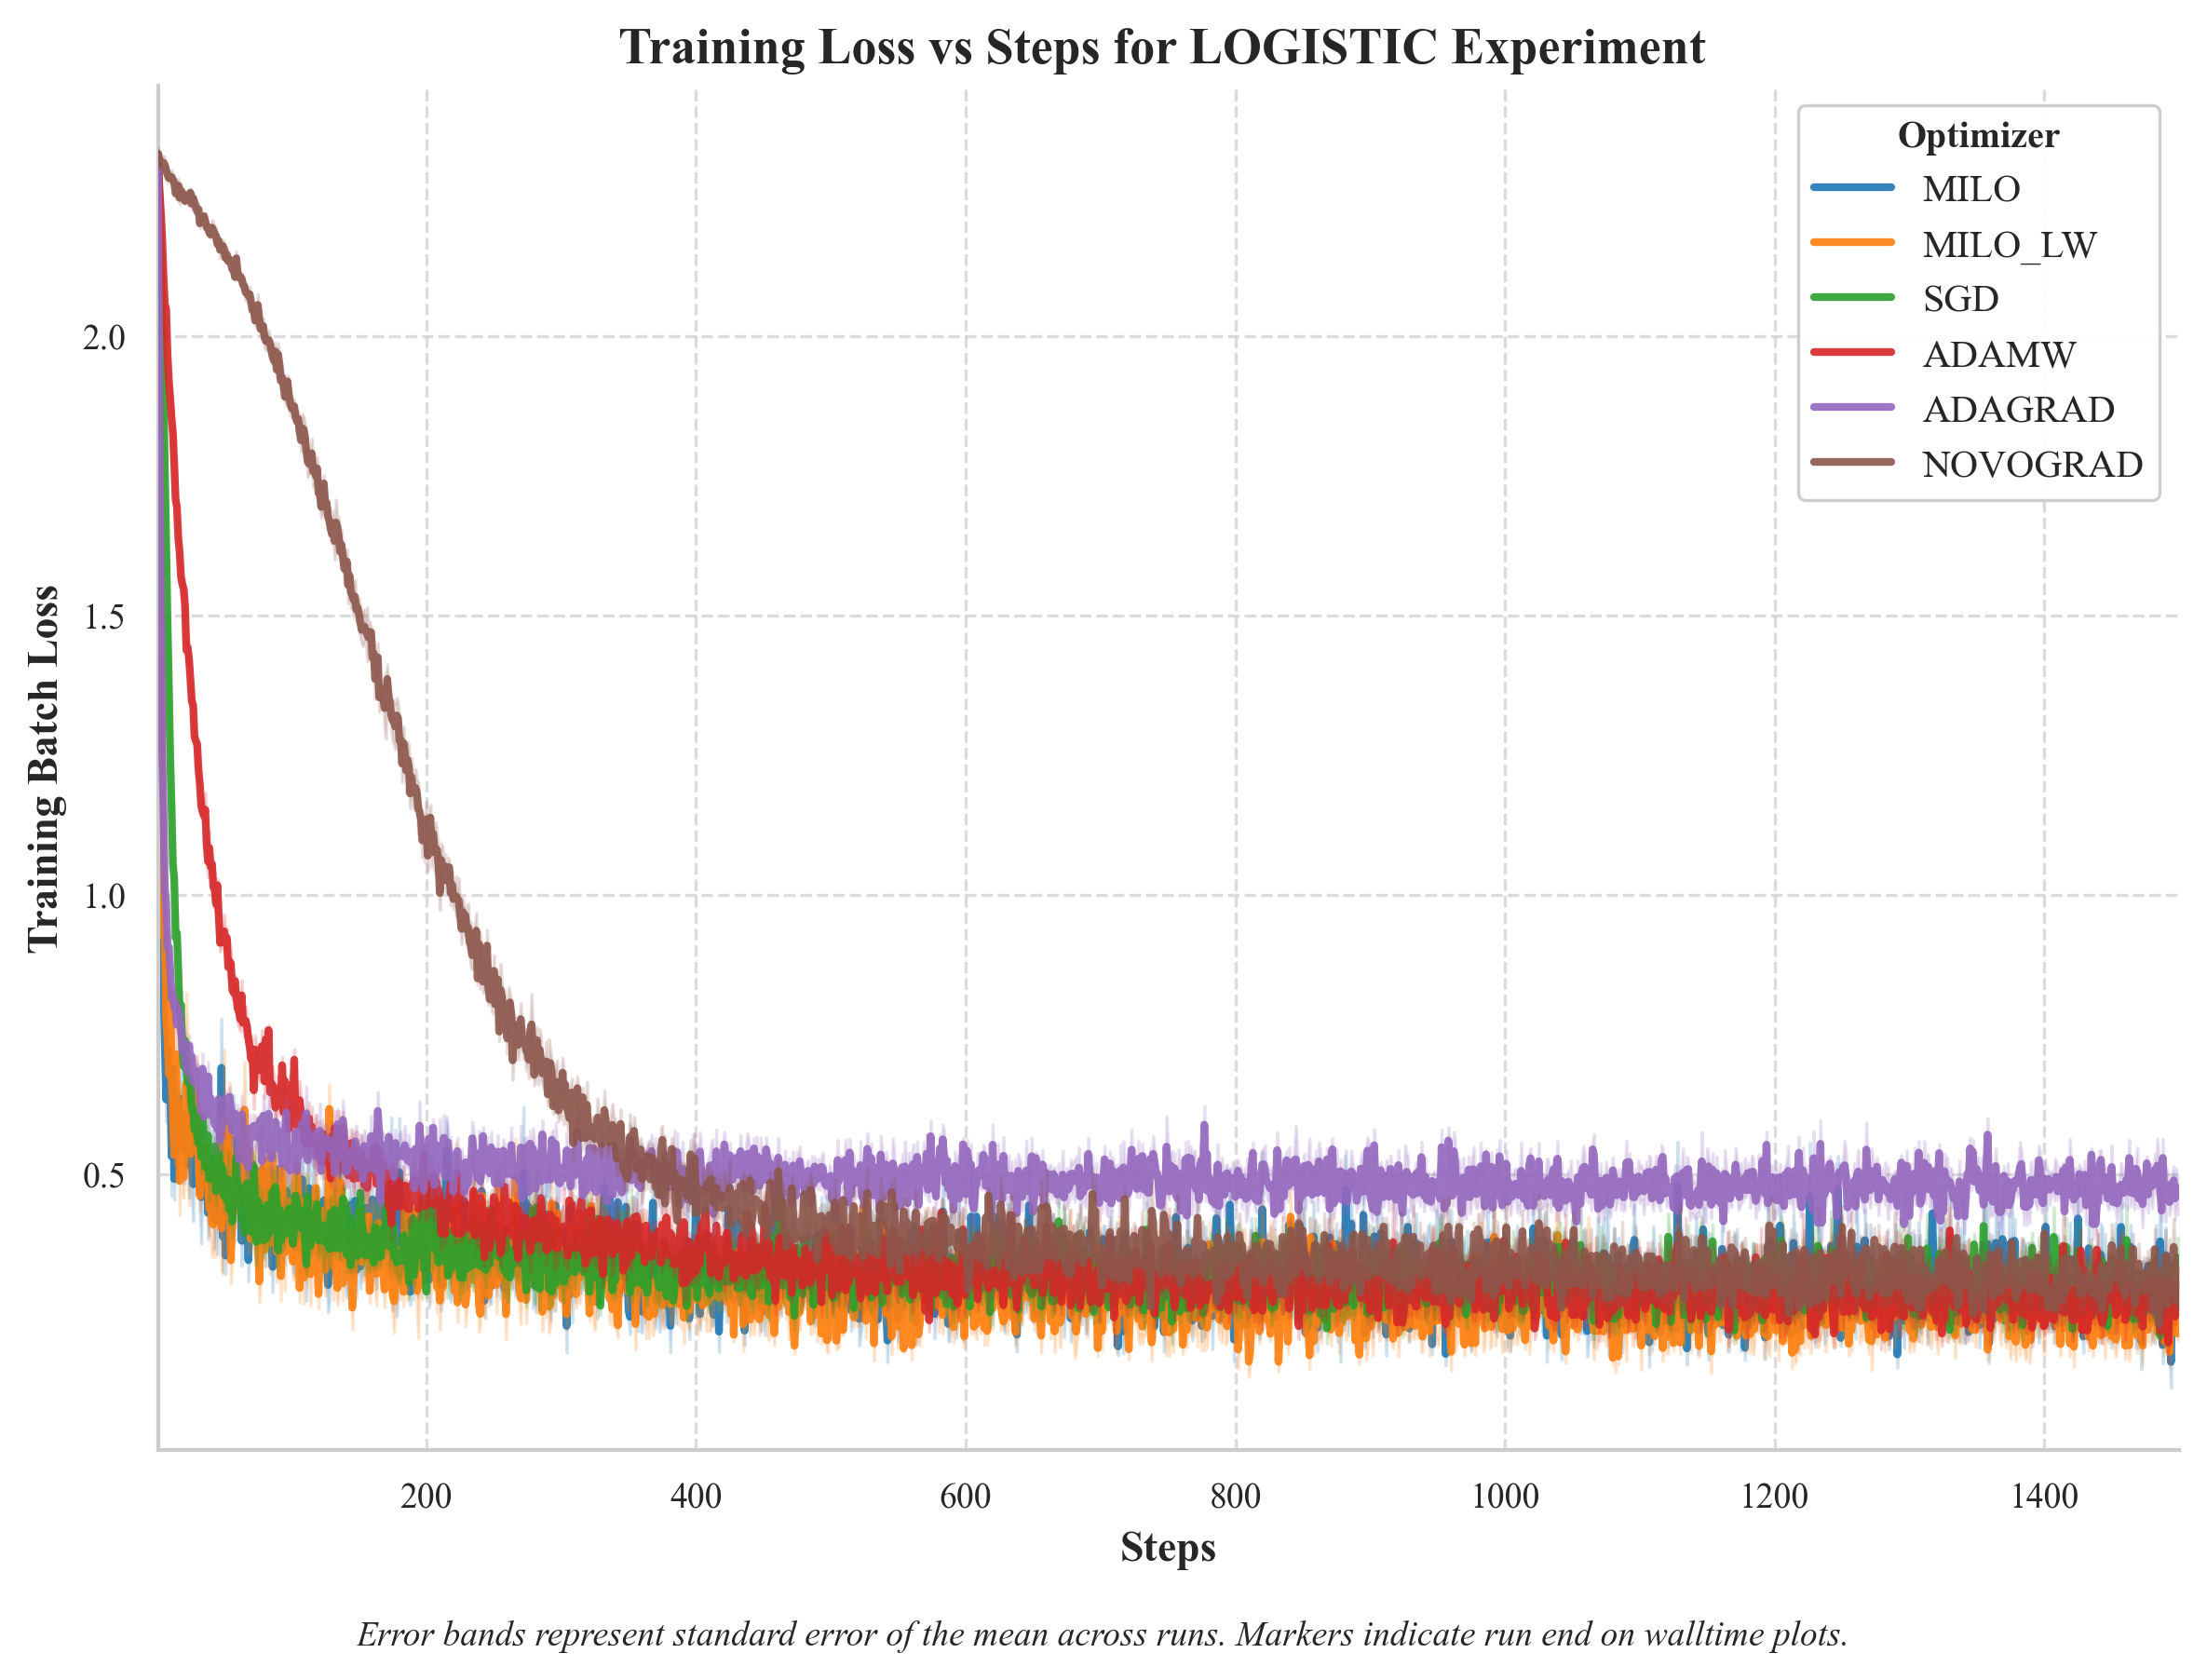 Training Loss vs Steps for LOGISTIC Experiment
Optimizer
MILO
MILO_LW
SGD
ADAMW
ADAGRAD
NOVOGRAD
Training Batch Loss
2.0
1.5
1.0
0.5
200 400 600 800 1000 1200 1400
Steps
Error bands represent standard error of the mean across runs. Markers indicate run end on walltime plots.